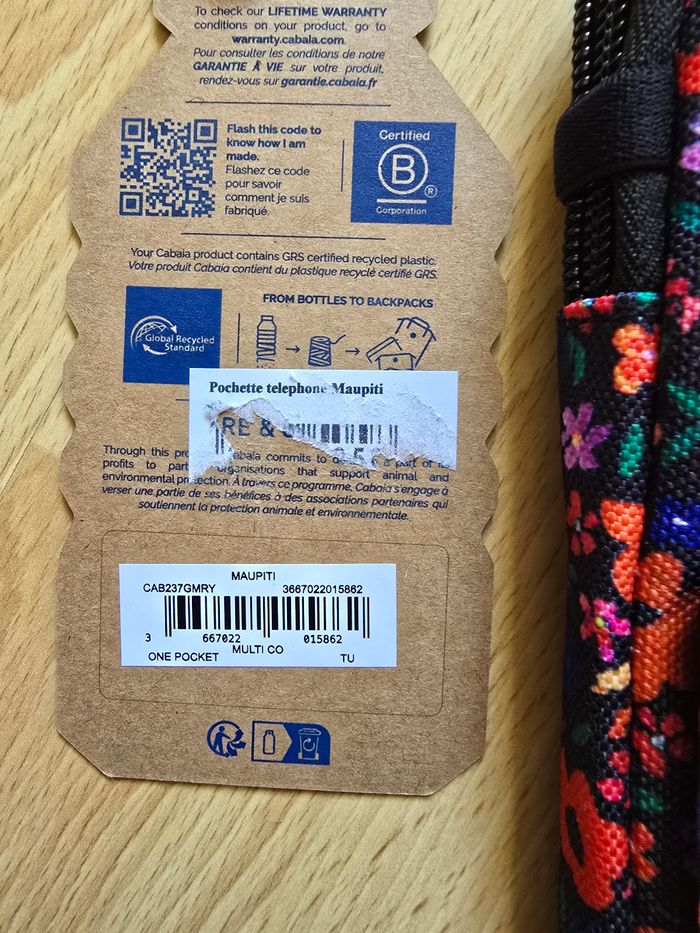 To check our LIFETIME WARRANTY
conditions on your product, go to
warranty.cabaia.com.
Pour consulter les conditions de notre
GARANTIE À VIE sur votre produit,
rendez-vous sur garantie.cabaia.fr
Flash this code to
know how I am
made.
Flashez ce code
pour savoir
comment je suis
fabriqué.
Certified
B
®
Corporation
Your Cabaia product contains GRS certified recycled plastic.
Votre produit Cabaia contient du plastique recyclé certifié GRS.
Global Recycled
Standard
FROM BOTTLES TO BACKPACKS
Pochette telephone Maupiti
RE &
Through this Cabaia commits to a part of its
profits to organisations that support animal and
environmental protection. À travers ce programme, Cabaia s'engage à
verser une partie de ses bénéfices à des associations partenaires qui
soutiennent la protection animale et environnementale.
MAUPITI
CAB237GMRY 3667022015862
3 667022 015862
ONE POCKET MULTI CO TU